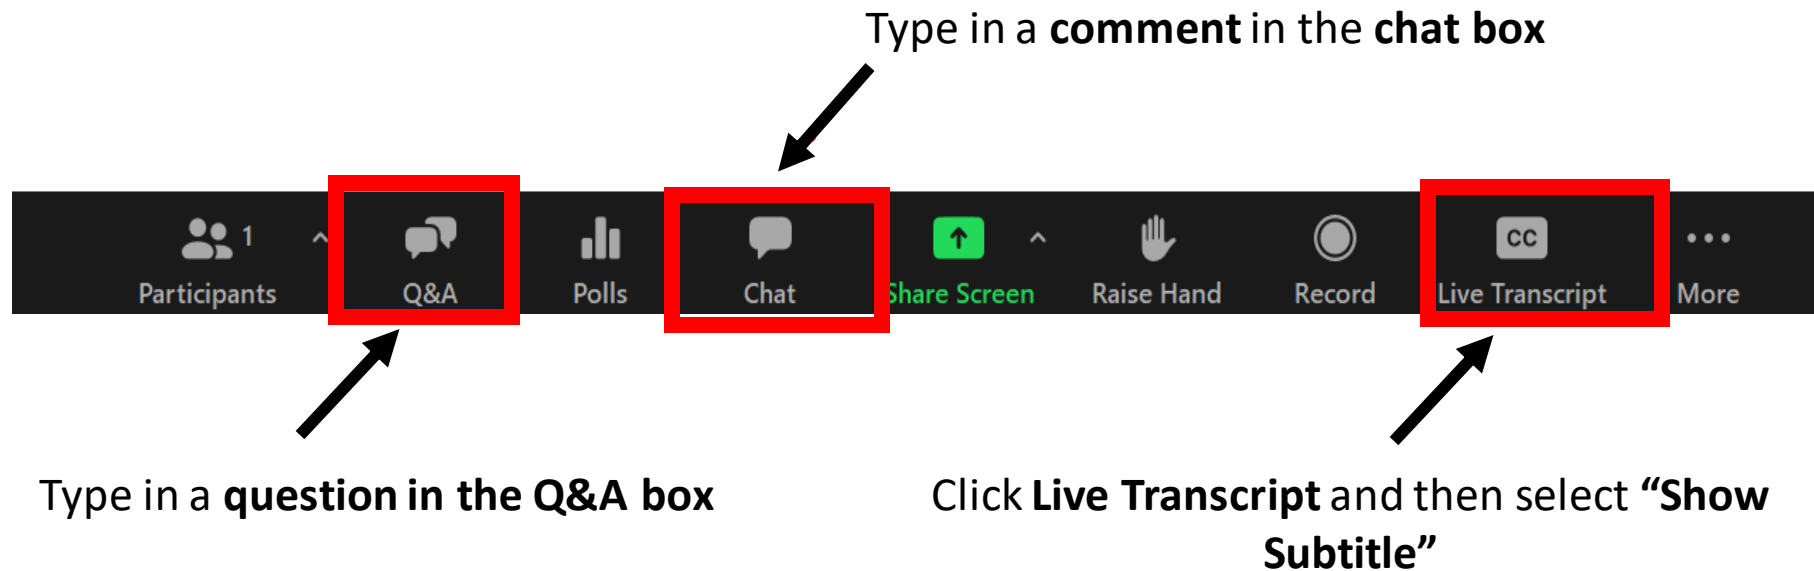 Type in a comment in the chat box
1
Participants
Q&A
Polls
Chat
Share Screen
Raise Hand
Record
CC
Live Transcript
More
Type in a question in the Q&A box
Click Live Transcript and then select “Show
Subtitle”